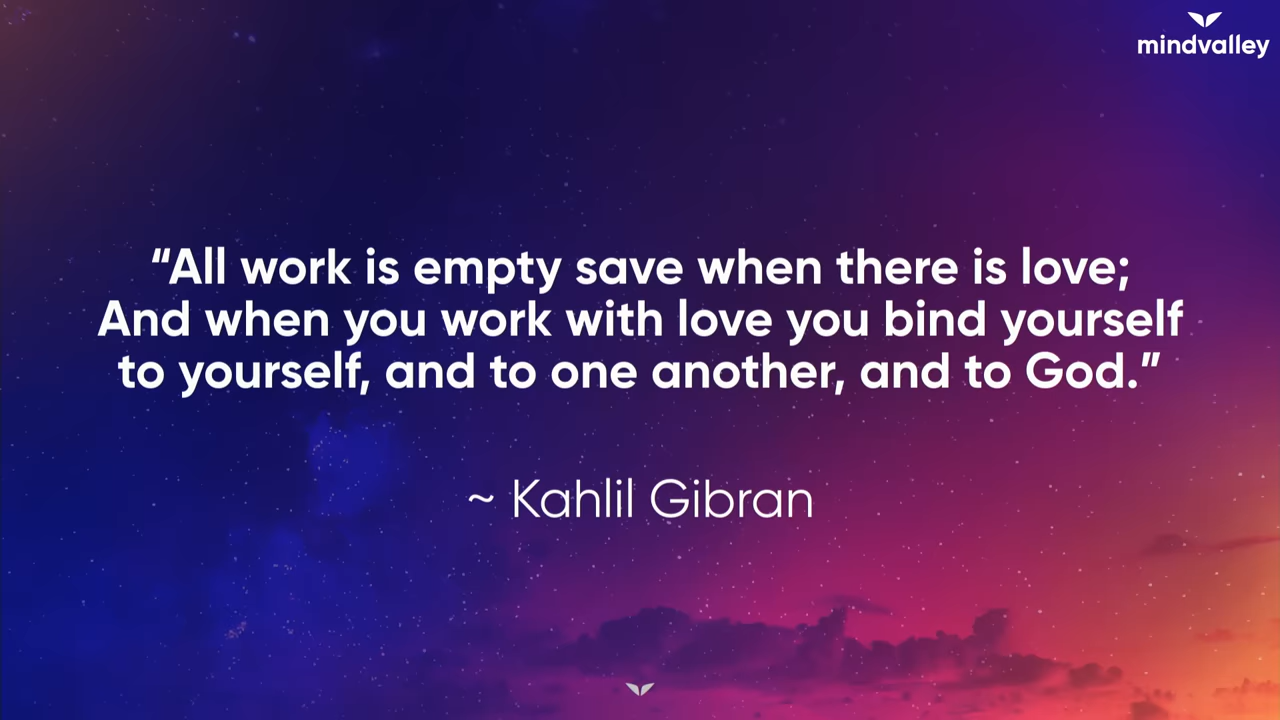 mindvalley
“All work is empty save when there is love;
And when you work with love you bind yourself
to yourself, and to one another, and to God.”
~ Kahlil Gibran